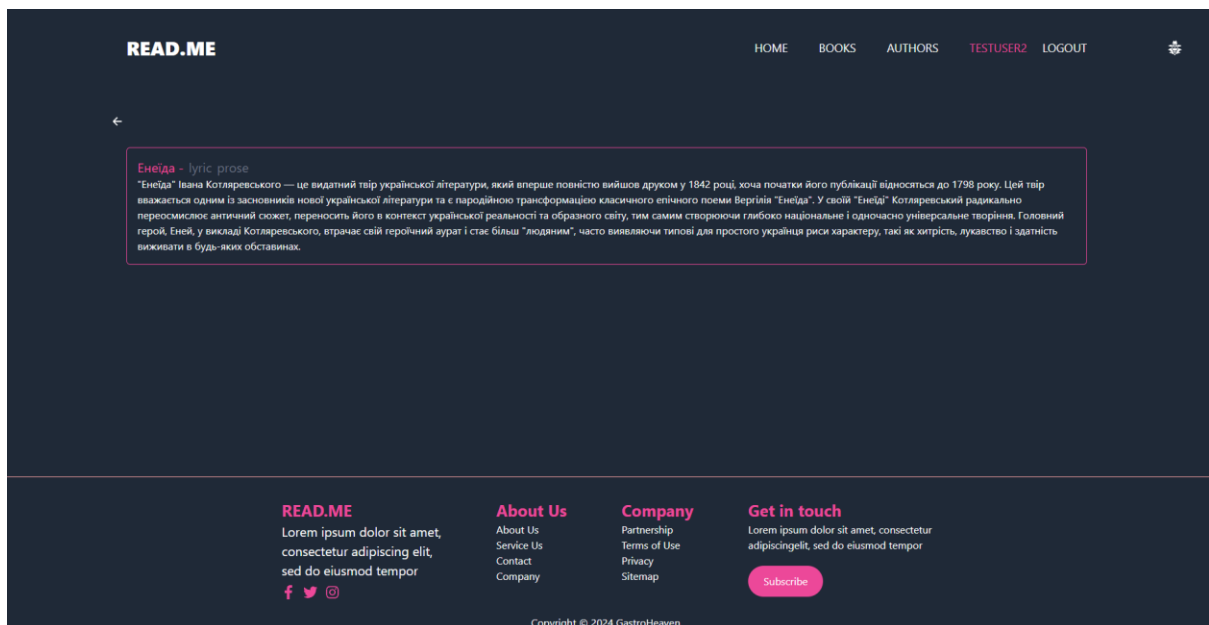 READ.ME
HOME BOOKS AUTHORS TESTUSER2 LOGOUT
Енеїда - lyric prose
"Енеїда" Івана Котляревського — це видатний твір української літератури, який вперше повністю вийшов друком у 1842 році, хоча початки його публікації відносяться до 1798 року. Цей твір
вважається одним із засновників нової української літератури та є пародійною трансформацією класичного епічного поеми Вергілія "Енеїда". У своїй "Енеїді" Котляревський радикально
переосмислює античний сюжет, переносить його в контекст української реальності та образного світу, тим самим створюючи глибоко національне і одночасно універсальне творіння. Головний
герой, Еней, у викладі Котляревського, втрачає свій героїчний аурат і стає більш "людяним", часто виявляючи типові для простого українця риси характеру, такі як хитрість, лукавство і здатність
виживати в будь-яких обставинах.
READ.ME
Lorem ipsum dolor sit amet,
consectetur adipiscing elit,
sed do eiusmod tempor
About Us
About Us
Service Us
Contact
Company
Company
Partnership
Terms of Use
Privacy
Sitemap
Get in touch
Lorem ipsum dolor sit amet, consectetur
adipiscingelit, sed do eiusmod tempor
Subscribe
Copyright © 2024 GastroHeaven